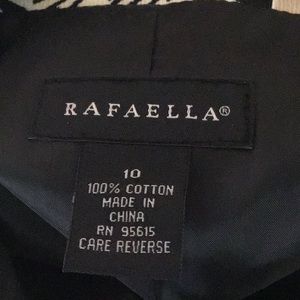 RAFAELLA®
10
100% COTTON
MADE IN
CHINA
RN 95615
CARE REVERSE